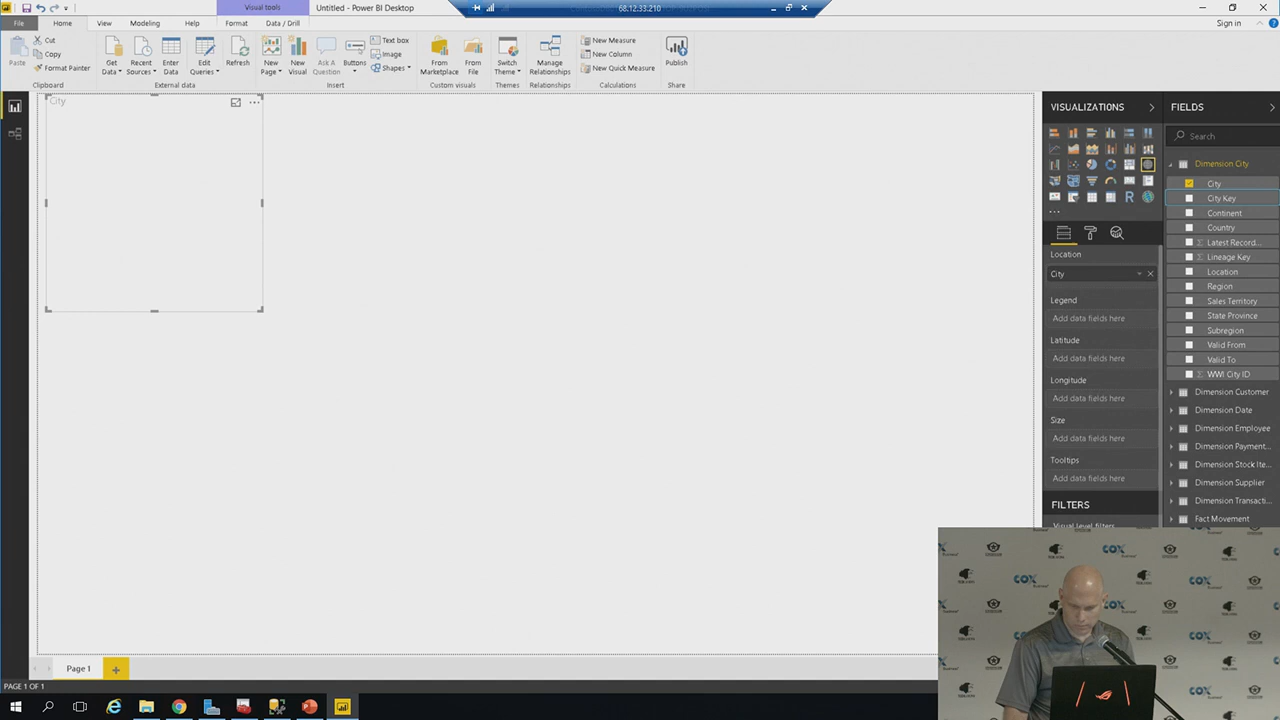 Visual tools
Untitled - Power BI Desktop
68.12.33.210
File
Home
View
Modeling
Help
Format
Data / Drill
Sign in
Paste
Cut
Copy
Format Painter
Clipboard
Get Data
Recent Sources
Enter Data
Edit Queries
Refresh
External data
New Page
New Visual
Ask A Question
Buttons
Text box
Image
Shapes
Insert
From Marketplace
From File
Custom visuals
Switch Theme
Themes
Manage Relationships
Relationships
New Measure
New Column
New Quick Measure
Calculations
Publish
Share
City
VISUALIZATIONS
R
Location
City
Legend
Add data fields here
Latitude
Add data fields here
Longitude
Add data fields here
Size
Add data fields here
Tooltips
Add data fields here
FILTERS
Visual level filters
FIELDS
Search
Dimension City
City
City Key
Continent
Country
Σ Latest Record...
Σ Lineage Key
Location
Region
Sales Territory
State Province
Subregion
Valid From
Valid To
Σ WWI City ID
Dimension Customer
Dimension Date
Dimension Employee
Dimension Payment...
Dimension Stock Ite...
Dimension Supplier
Dimension Transacti...
Fact Movement
Page 1
PAGE 1 OF 1
COX
COX
COX
COX